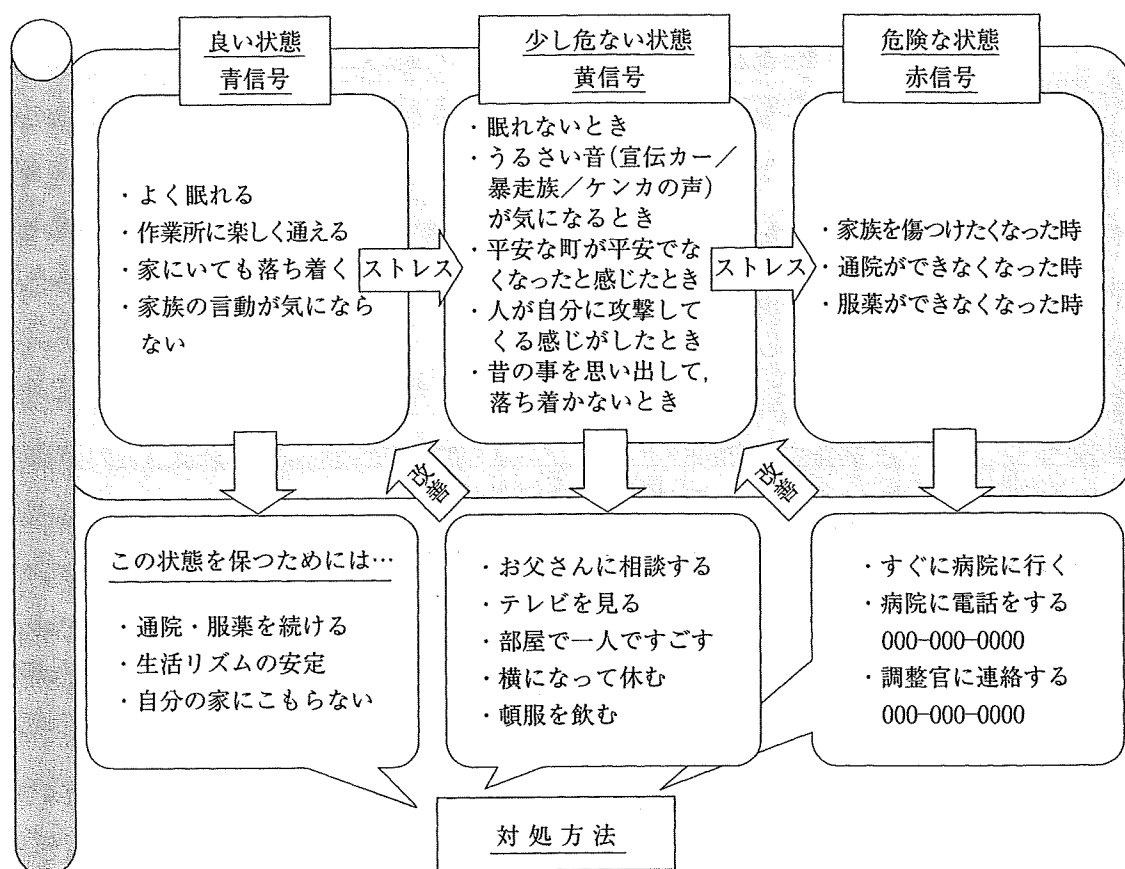 良い状態
青信号
・よく眠れる
・作業所に楽しく通える
・家にいても落ち着く
・家族の言動が気になら
ない
ストレス
少し危ない状態
黄信号
・眠れないとき
・うるさい音(宣伝カー／
暴走族／ケンカの声)
が気になるとき
・平安な町が平安でな
くなったと感じたとき
・人が自分に攻撃して
くる感じがしたとき
・昔の事を思い出して，
落ち着かないとき
ストレス
危険な状態
赤信号
・家族を傷つけたくなった時
・通院ができなくなった時
・服薬ができなくなった時
改善
改善
この状態を保つためには…
・通院・服薬を続ける
・生活リズムの安定
・自分の家にこもらない
・お父さんに相談する
・テレビを見る
・部屋で一人ですごす
・横になって休む
・頓服を飲む
・すぐに病院に行く
・病院に電話をする
000-000-0000
・調整官に連絡する
000-000-0000
対処方法